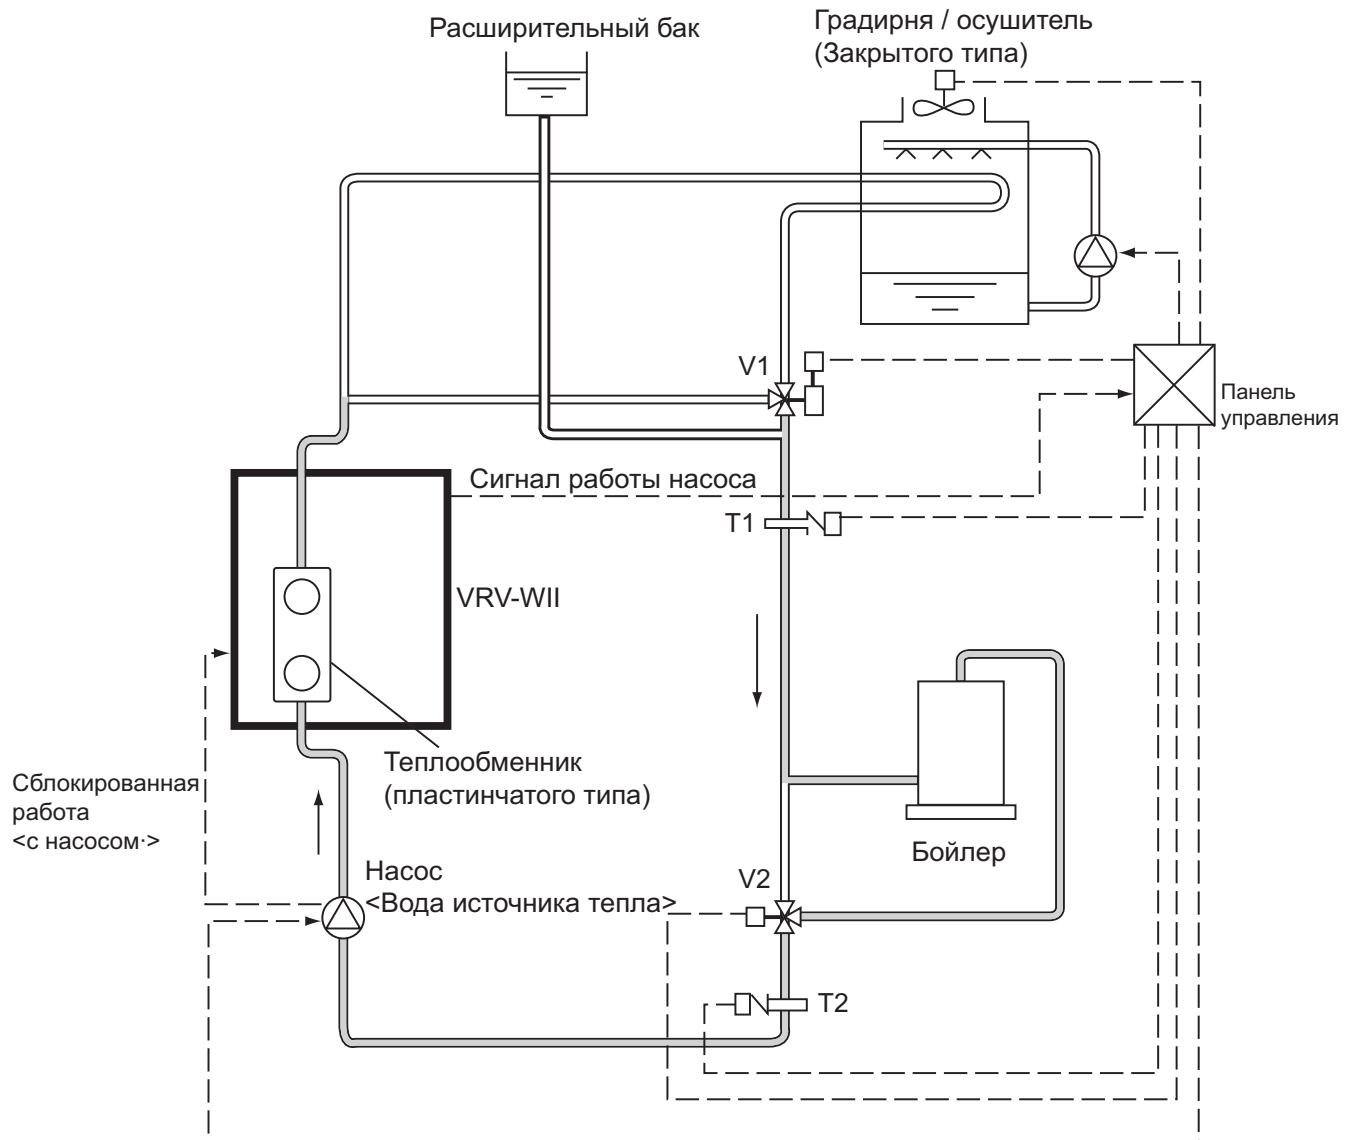 Расширительный бак
Градирня / осушитель
(Закрытого типа)
V1
Панель
управления
Сигнал работы насоса
T1
VRV-WII
Теплообменник
(пластинчатого типа)
Сблокированная
работа
<с насосом·>
Бойлер
Насос
<Вода источника тепла>
V2
T2